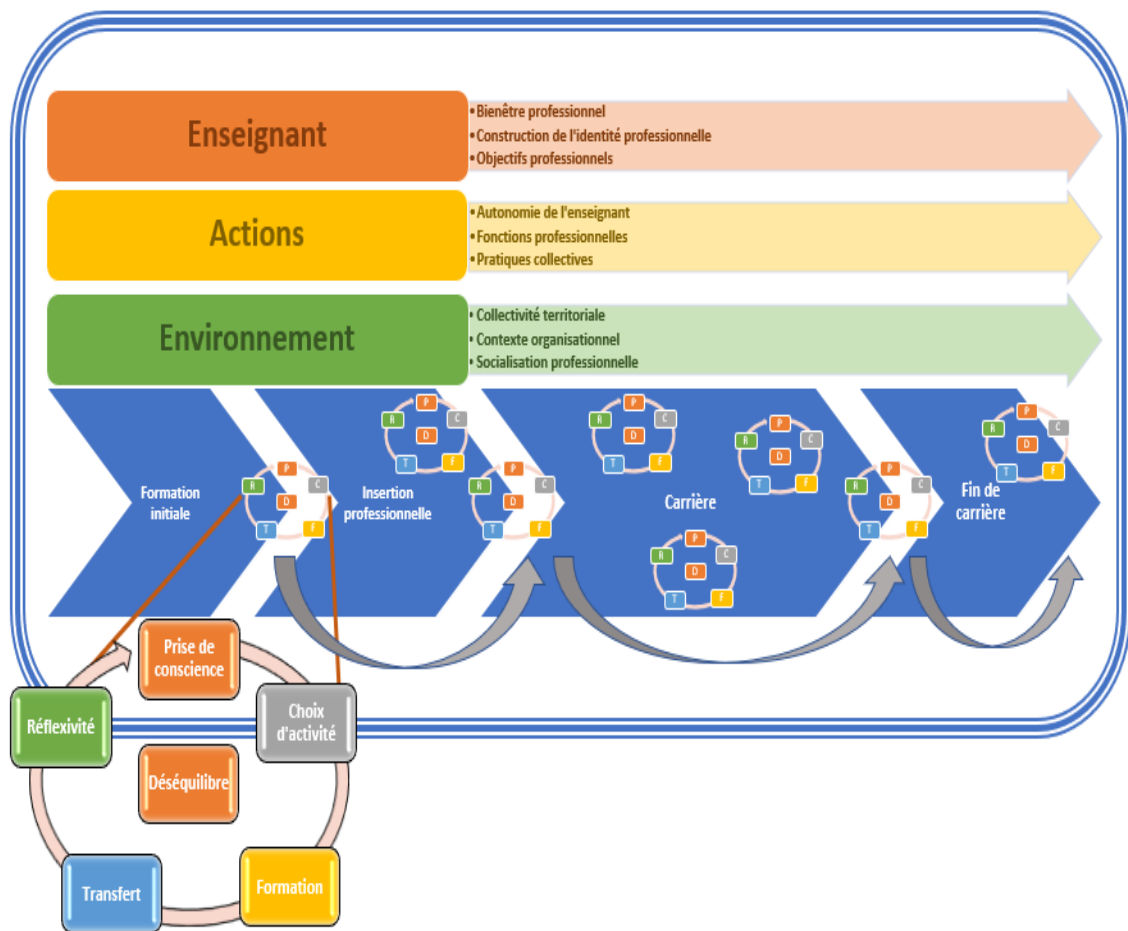 Enseignant
• Bienêtre professionnel
• Construction de l'identité professionnelle
• Objectifs professionnels
Actions
• Autonomie de l'enseignant
• Fonctions professionnelles
• Pratiques collectives
Environnement
• Collectivité territoriale
• Contexte organisationnel
• Socialisation professionnelle
Formation
initiale
P
R
C
D
T
F
Insertion
professionnelle
P
R
C
D
T
F
P
R
C
D
T
F
Carrière
P
R
C
D
T
F
P
R
C
D
T
F
P
R
C
D
T
F
P
R
C
D
T
F
Fin de
carrière
P
R
C
D
T
F
Prise de
conscience
Réflexivité
Choix
d'activité
Déséquilibre
Transfert
Formation